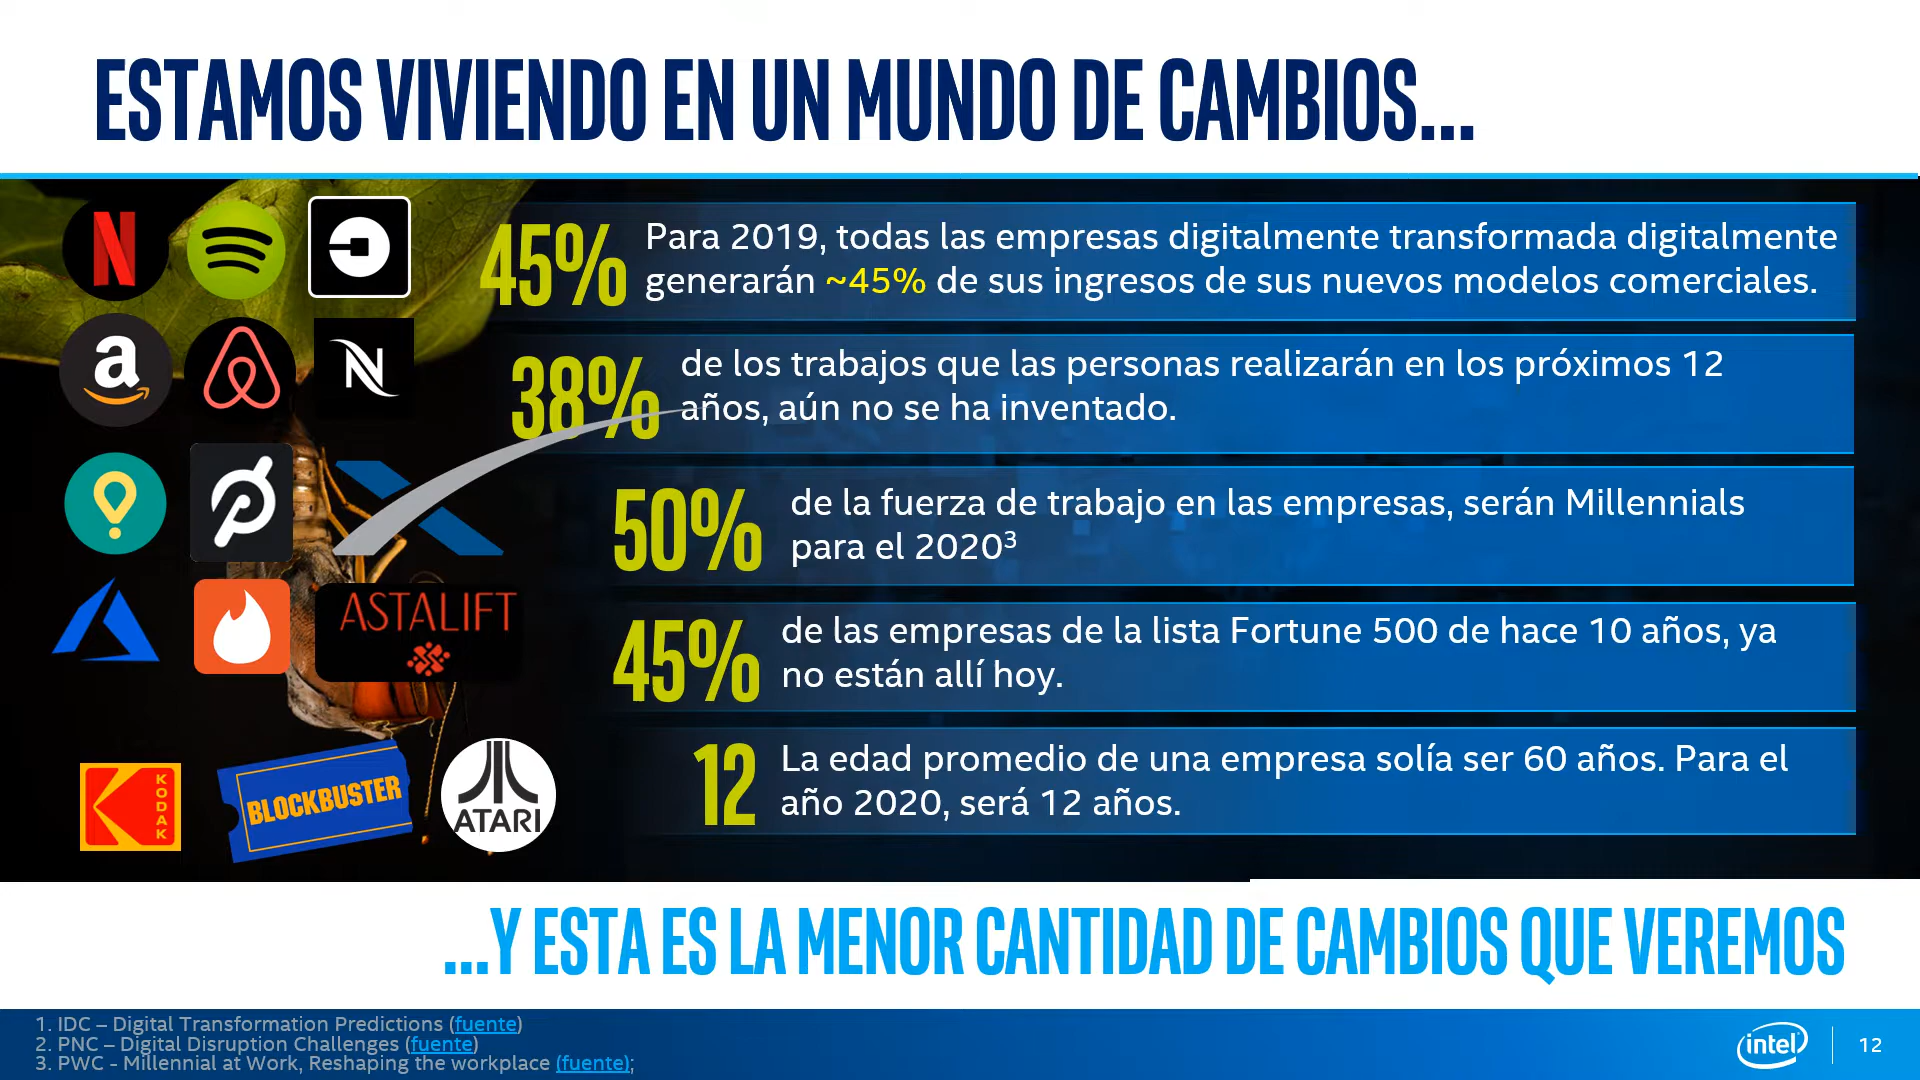 ESTAMOS VIVIENDO EN UN MUNDO DE CAMBIOS...
45%
Para 2019, todas las empresas digitalmente transformada digitalmente
generarán ~45% de sus ingresos de sus nuevos modelos comerciales.
38%
de los trabajos que las personas realizarán en los próximos 12
años, aún no se ha inventado.
50%
de la fuerza de trabajo en las empresas, serán Millennials
para el 2020³
45%
de las empresas de la lista Fortune 500 de hace 10 años, ya
no están allí hoy.
12
La edad promedio de una empresa solía ser 60 años. Para el
año 2020, será 12 años.
N
a
N
ASTALIFT
K
KODAK
BLOCKBUSTER
ATARI
...Y ESTA ES LA MENOR CANTIDAD DE CAMBIOS QUE VEREMOS
1. IDC – Digital Transformation Predictions (fuente)
2. PNC – Digital Disruption Challenges (fuente)
3. PWC - Millennial at Work, Reshaping the workplace (fuente);
intel
12